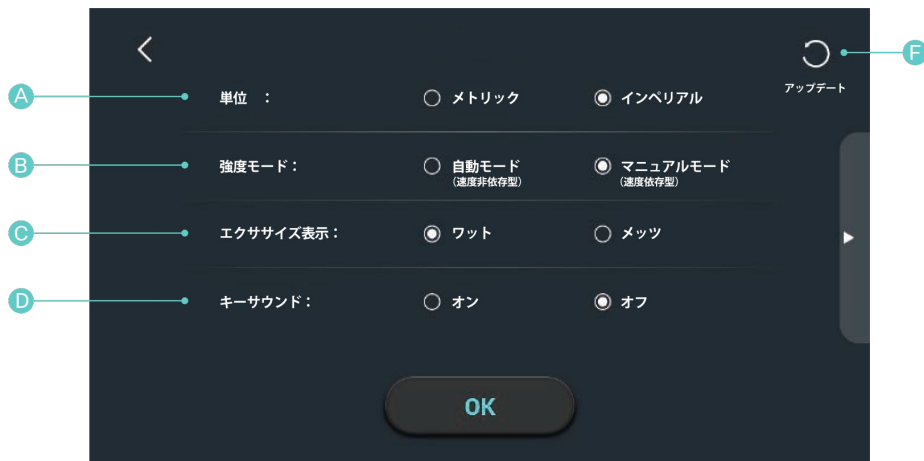 F
アップデート
A 単位 ： メトリック インペリアル
B 強度モード： 自動モード マニュアルモード
(速度非依存型) (速度依存型)
C エクササイズ表示： ワット メッツ
D キーサウンド： オン オフ
OK